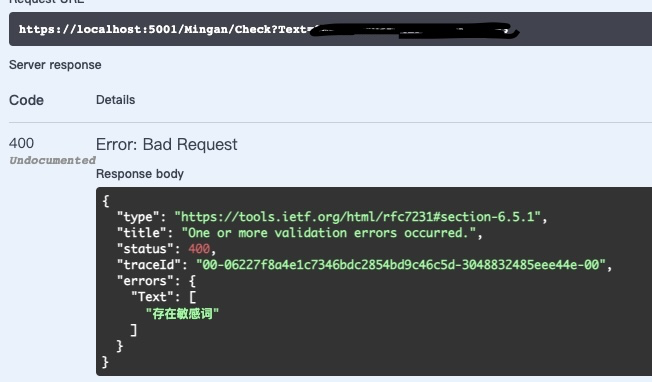 Request URL
https://localhost:5001/Mingan/Check?Text=
Server response
Code Details
400 Error: Bad Request
Undocumented
Response body
{
"type": "https://tools.ietf.org/html/rfc7231#section-6.5.1",
"title": "One or more validation errors occurred.",
"status": 400,
"traceId": "00-06227f8a4e1c7346bdc2854bd9c46c5d-3048832485eee44e-00",
"errors": {
"Text": [
"存在敏感词"
]
}
}